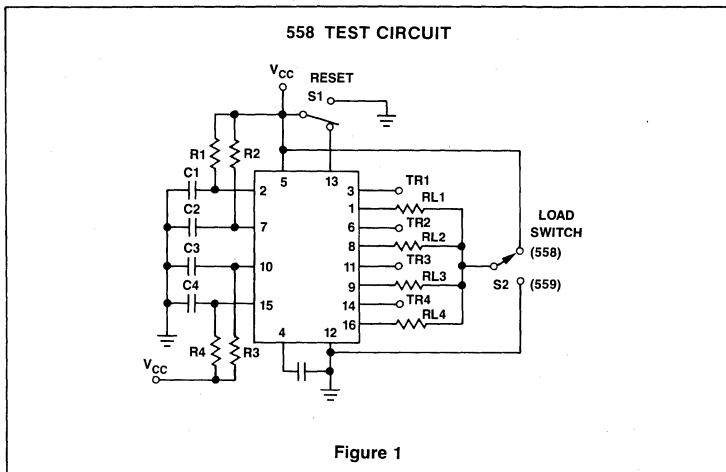 558 TEST CIRCUIT
VCC
RESET
S1
R1
R2
C1
C2
C3
C4
R4
R3
VCC
5
13
2
7
10
15
4
12
3
1
6
8
11
9
14
16
TR1
RL1
TR2
RL2
TR3
RL3
TR4
RL4
LOAD
SWITCH
(558)
S2
(559)
Figure 1